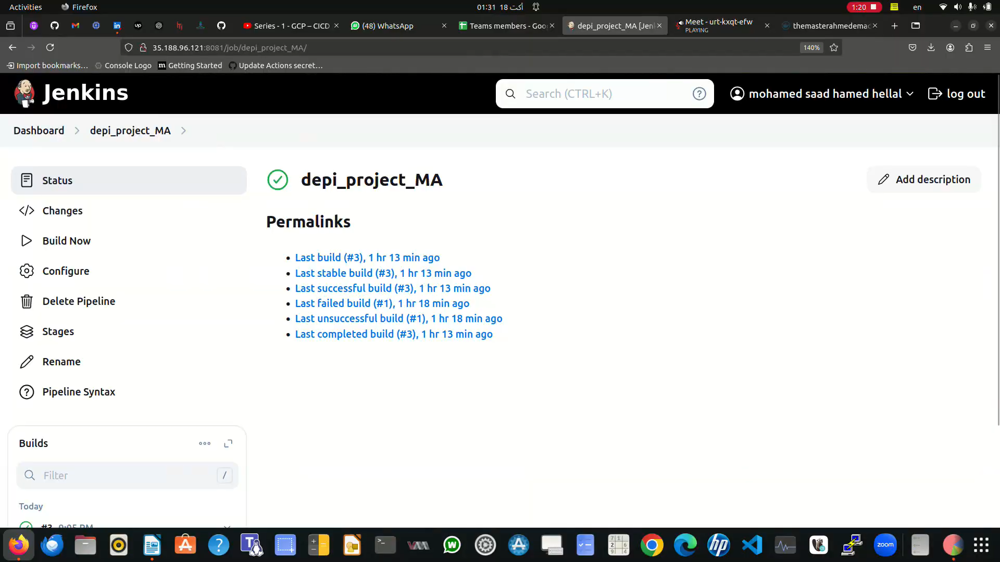 Activities
Firefox
01:31 18 أكت
1:20
en
Series - 1 - GCP – CICD
(48) WhatsApp
Teams members - Goo
depi_project_MA [Jen
Meet - urt-kxqt-efw
PLAYING
themasterahmedemad
35.188.96.121:8081/job/depi_project_MA/
140%
Import bookmarks...
Console Logo
Getting Started
Update Actions secret...
Jenkins
Search (CTRL+K)
mohamed saad hamed hellal
log out
Dashboard
depi_project_MA
Status
Changes
Build Now
Configure
Delete Pipeline
Stages
Rename
Pipeline Syntax
depi_project_MA
Add description
Permalinks
Last build (#3), 1 hr 13 min ago
Last stable build (#3), 1 hr 13 min ago
Last successful build (#3), 1 hr 13 min ago
Last failed build (#1), 1 hr 18 min ago
Last unsuccessful build (#1), 1 hr 18 min ago
Last completed build (#3), 1 hr 13 min ago
Builds
Filter
/
Today
#3 9:05 PM
zoom